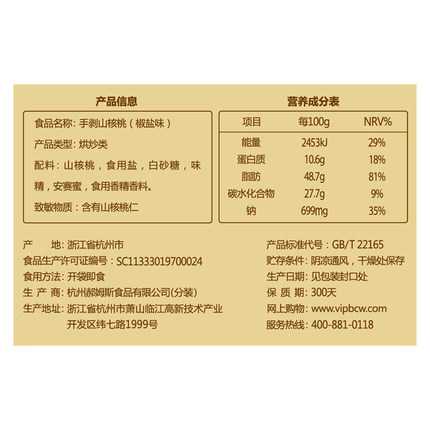 产品信息
食品名称：手剥山核桃（椒盐味）
产品类型：烘炒类
配料：山核桃，食用盐，白砂糖，味
精，安赛蜜，食用香精香料。
致敏物质：含有山核桃仁
营养成分表
项目 每100g NRV%
能量 2453kJ 29%
蛋白质 10.6g 18%
脂肪 48.7g 81%
碳水化合物 27.7g 9%
钠 699mg 35%
产 地：浙江省杭州市
食品生产许可证编号：SC11333019700024
食用方法：开袋即食
生产商：杭州郝姆斯食品有限公司(分装)
生产地址：浙江省杭州市萧山临江高新技术产业
开发区纬七路1999号
产品标准代号：GB/T 22165
贮存条件：阴凉通风，干燥处保存
生产日期：见包装封口处
保质期：300天
网上购物：www.vipbcw.com
服务热线：400-881-0118